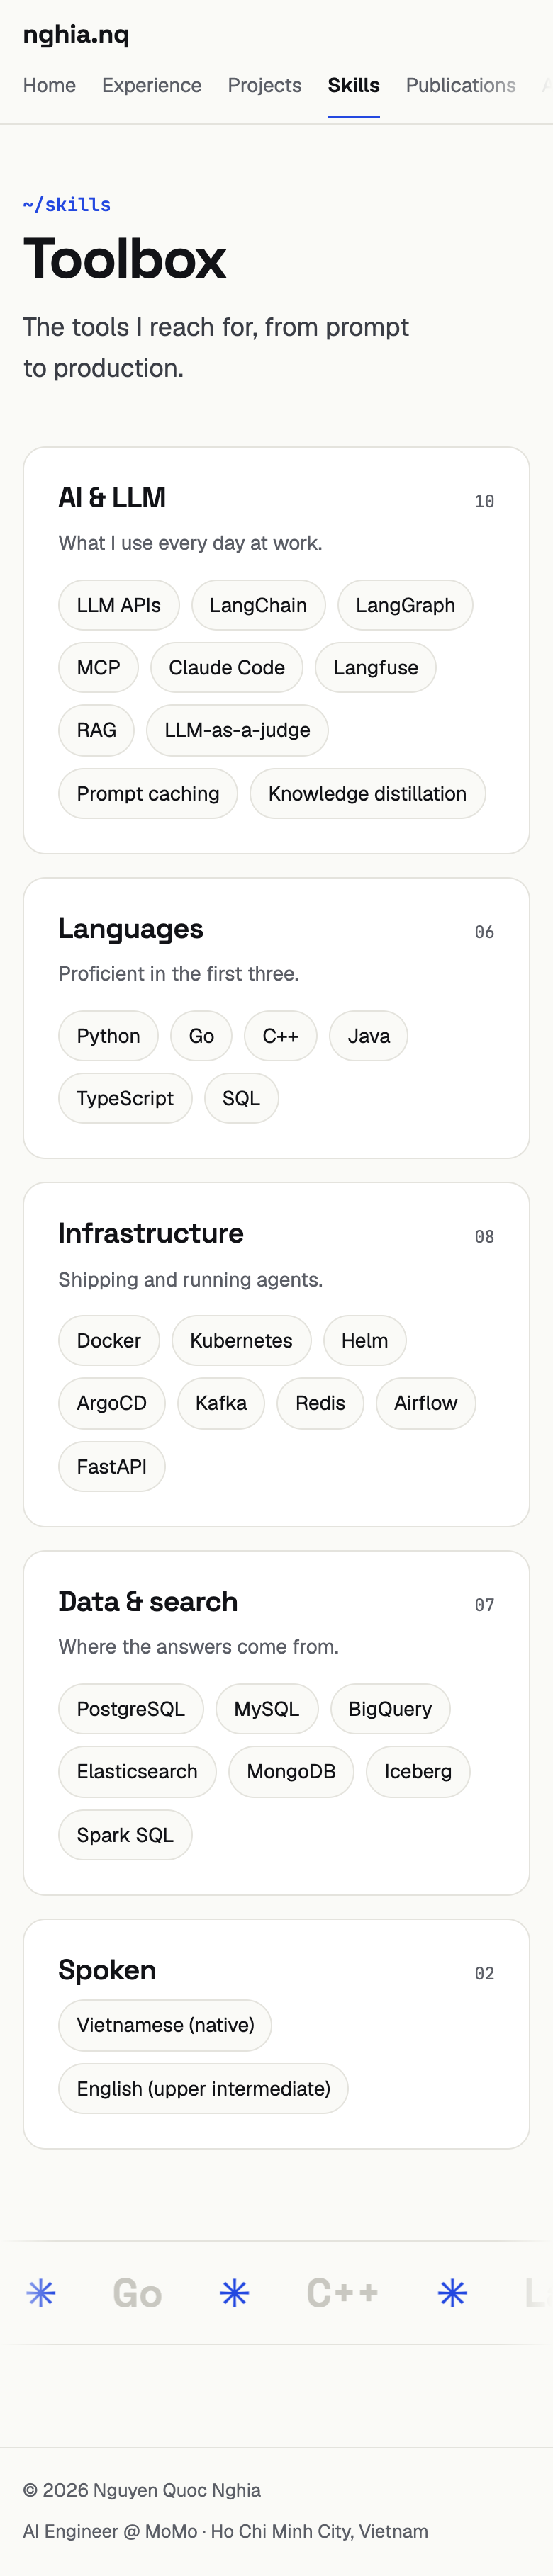 nghia.nq
Home Experience Projects Skills Publications
~/skills
Toolbox
The tools I reach for, from prompt
to production.
AI & LLM 10
What I use every day at work.
LLM APIs LangChain LangGraph
MCP Claude Code Langfuse
RAG LLM-as-a-judge
Prompt caching Knowledge distillation
Languages 06
Proficient in the first three.
Python Go C++ Java
TypeScript SQL
Infrastructure 08
Shipping and running agents.
Docker Kubernetes Helm
ArgoCD Kafka Redis Airflow
FastAPI
Data & search 07
Where the answers come from.
PostgreSQL MySQL BigQuery
Elasticsearch MongoDB Iceberg
Spark SQL
Spoken 02
Vietnamese (native)
English (upper intermediate)
Go C++
© 2026 Nguyen Quoc Nghia
AI Engineer @ MoMo · Ho Chi Minh City, Vietnam